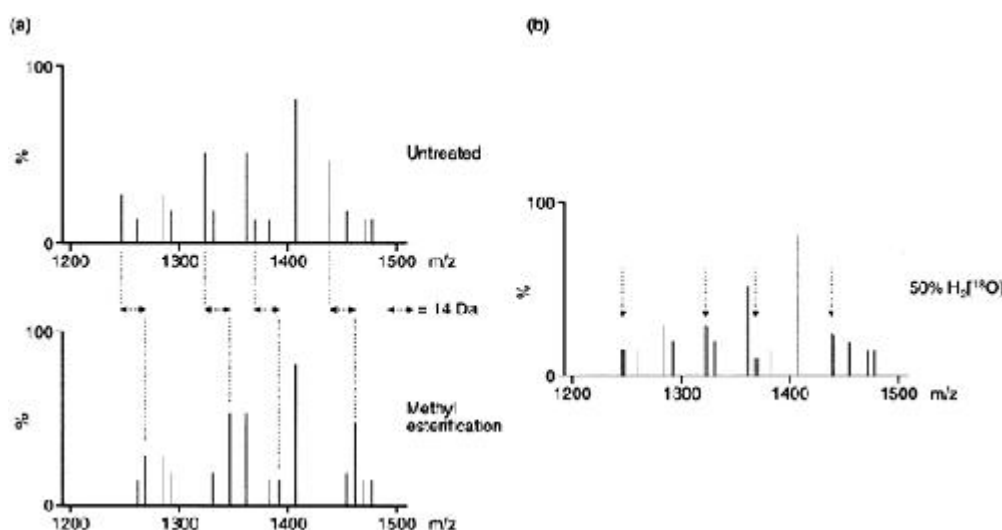 (a)
100
%
0
1200 1300 1400 1500 m/z
Untreated
= 14 Da
100
%
0
1200 1300 1400 1500 m/z
Methyl
esterification
(b)
100
%
0
1200 1300 1400 1500 m/z
50% H₂[¹⁸O]